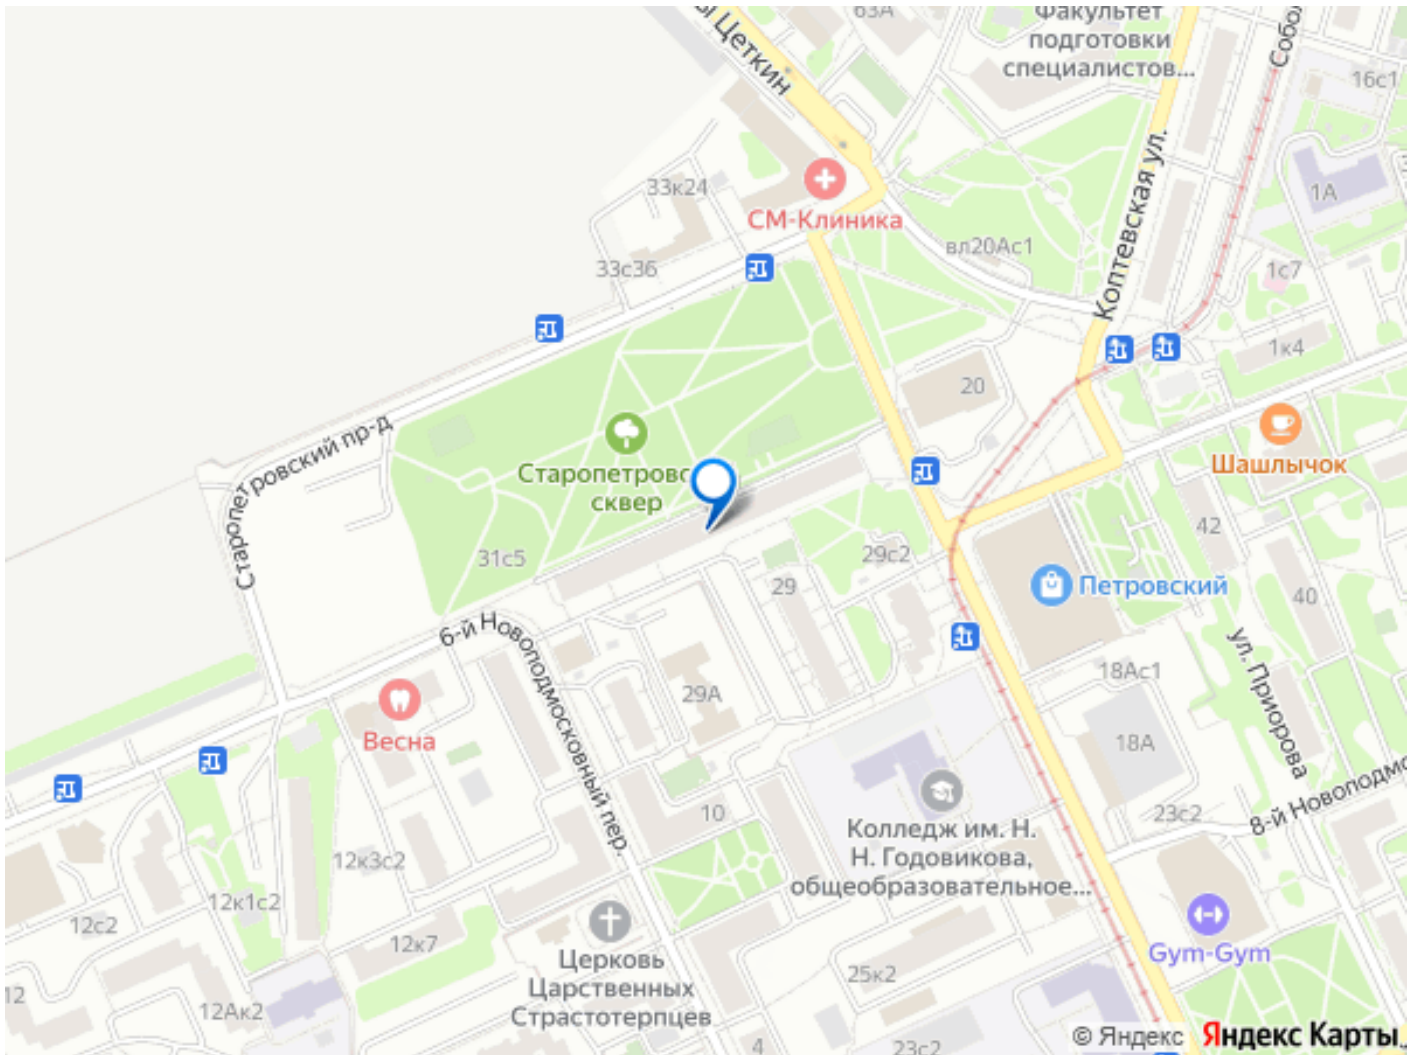 63А
Факультет
подготовки
специалистов...
ы Цеткин
Собол
16с1
33к24
СМ-Клиника
Коптевская ул.
1А
вл20Ас1
33с36
1с7
1к4
20
Старопетровский пр-д
Старопетровс
сквер
Шашлычок
42
31с5
29с2
29
Петровский
40
6-й Новоподмосковный пер.
ул. Приорова
29А
18Ас1
Весна
18А
10
23с2
8-й Новоподмо
Колледж им. Н.
Н. Годовикова,
общеобразовательное...
12к3с2
12к1с2
12с2
12к7
Gym-Gym
Церковь
Царственных
Страстотерпцев
25к2
12
12Ак2
4
23с2
© Яндекс Яндекс Карты